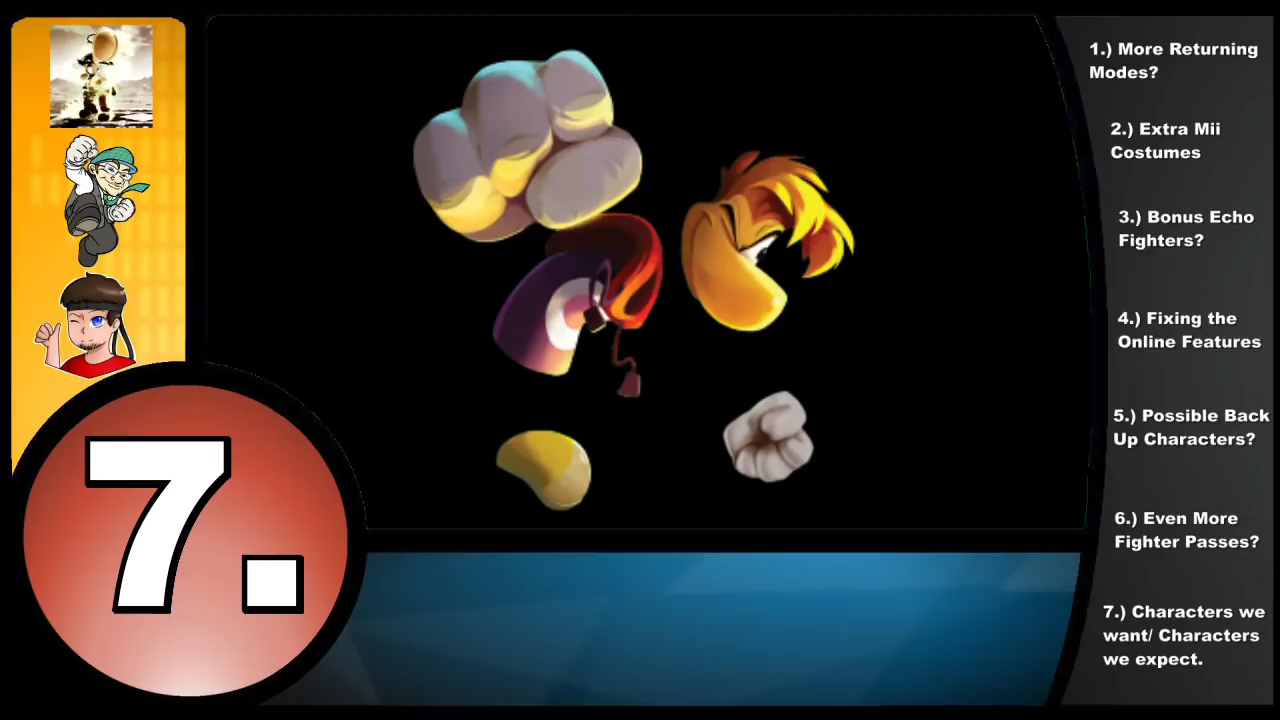 7.
1.) More Returning
Modes?
2.) Extra Mii
Costumes
3.) Bonus Echo
Fighters?
4.) Fixing the
Online Features
5.) Possible Back
Up Characters?
6.) Even More
Fighter Passes?
7.) Characters we
want/ Characters
we expect.